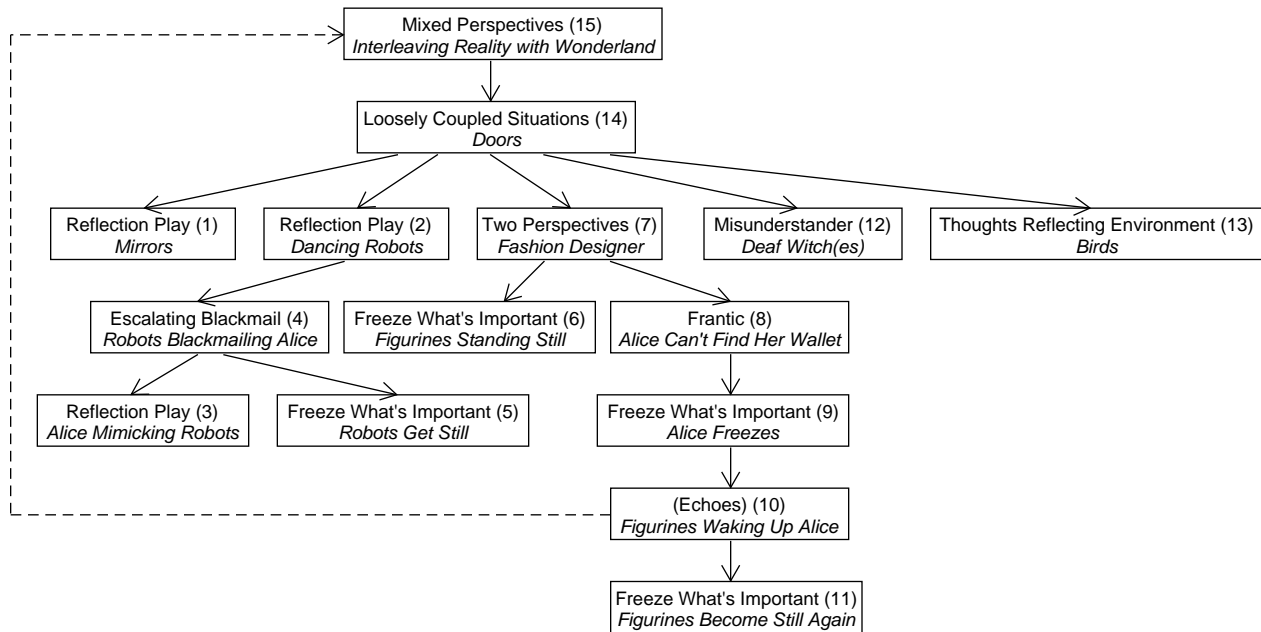 Mixed Perspectives (15)
Interleaving Reality with Wonderland
Loosely Coupled Situations (14)
Doors
Reflection Play (1)
Mirrors
Reflection Play (2)
Dancing Robots
Two Perspectives (7)
Fashion Designer
Misunderstander (12)
Deaf Witch(es)
Thoughts Reflecting Environment (13)
Birds
Escalating Blackmail (4)
Robots Blackmailing Alice
Freeze What's Important (6)
Figurines Standing Still
Frantic (8)
Alice Can't Find Her Wallet
Reflection Play (3)
Alice Mimicking Robots
Freeze What's Important (5)
Robots Get Still
Freeze What's Important (9)
Alice Freezes
(Echoes) (10)
Figurines Waking Up Alice
Freeze What's Important (11)
Figurines Become Still Again